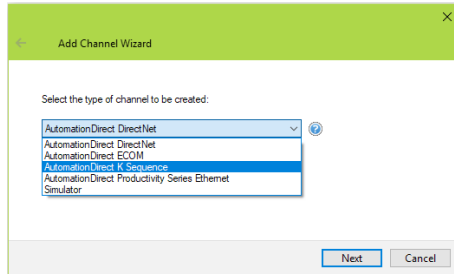 Add Channel Wizard
Select the type of channel to be created:
AutomationDirect DirectNet
AutomationDirect DirectNet
AutomationDirect ECOM
AutomationDirect K Sequence
AutomationDirect Productivity Series Ethernet
Simulator
Next Cancel